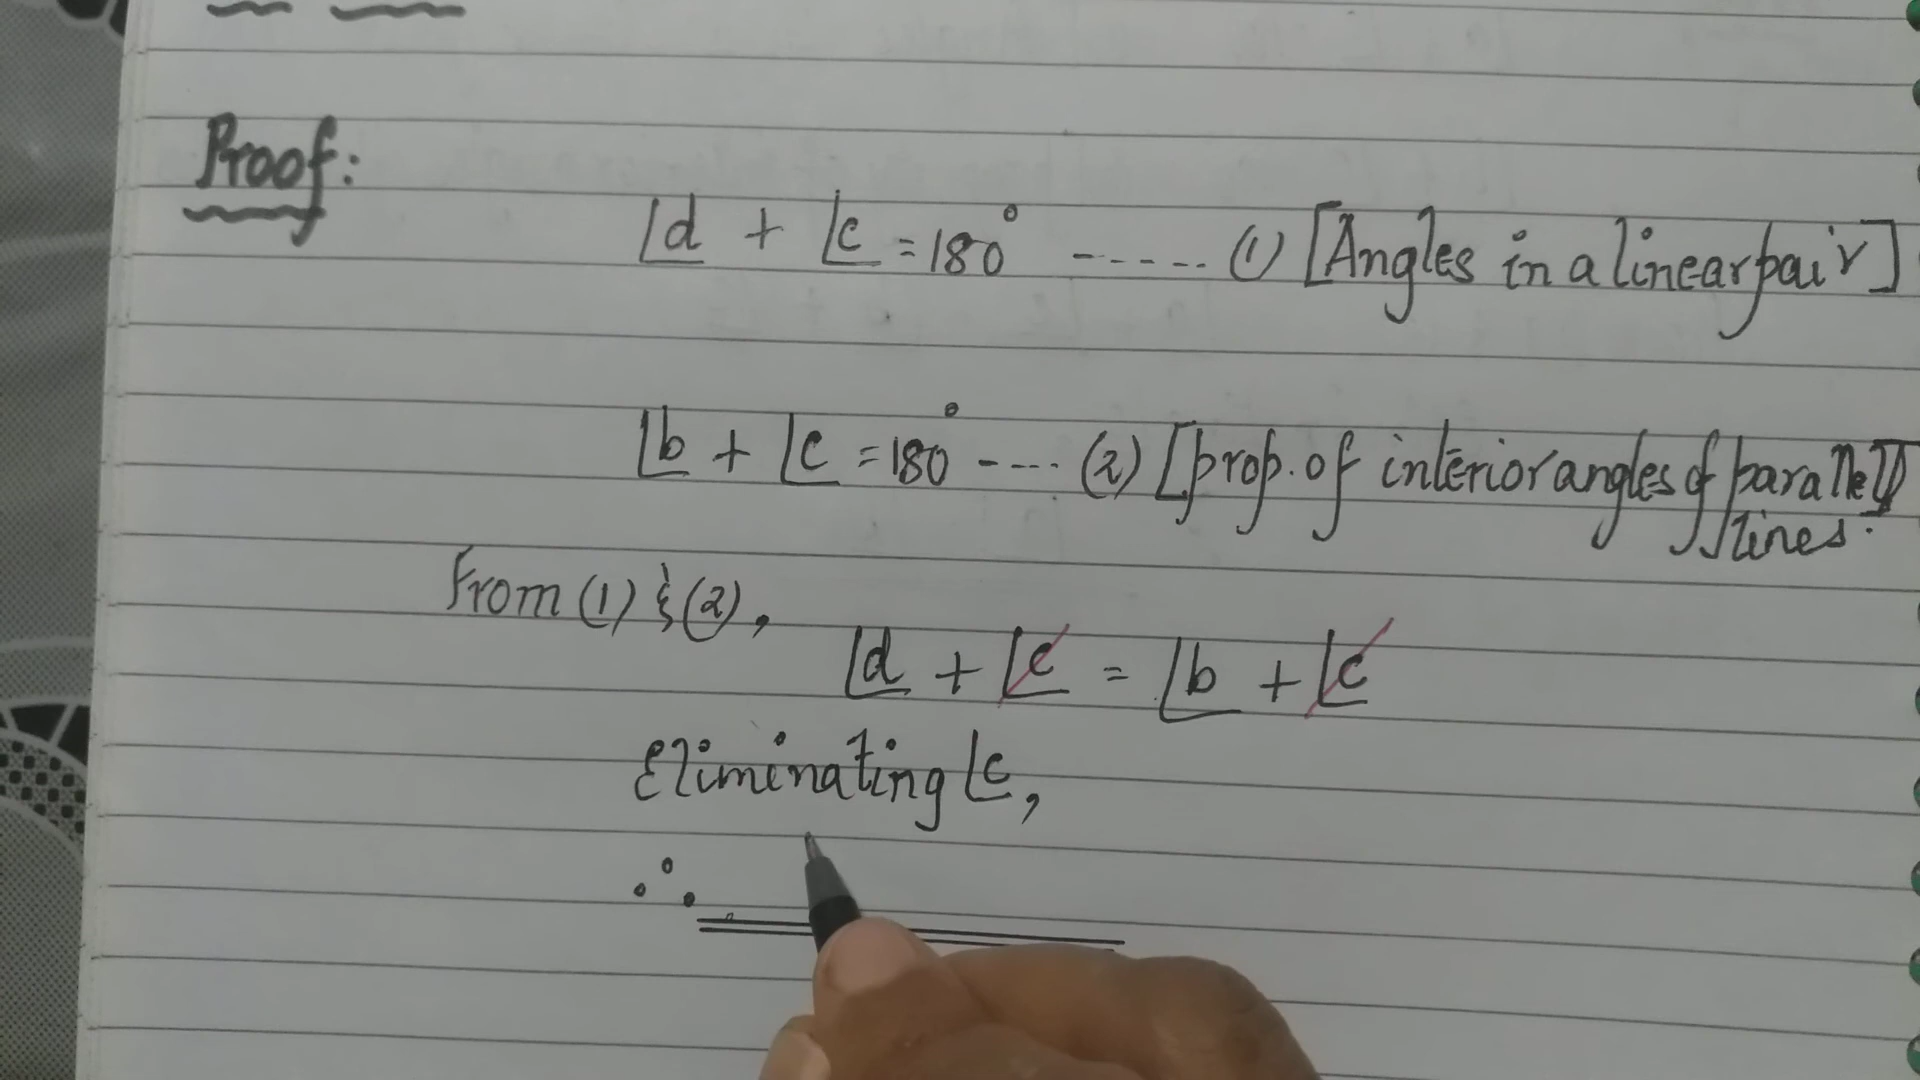 Proof:
∠d + ∠c = 180° ------ (1) [Angles in a linear pair]
∠b + ∠c = 180° ---- (2) [prop. of interior angles of parallel]
lines.
From (1) & (2),
∠d + ∠c = ∠b + ∠c
Eliminating ∠c,
∴